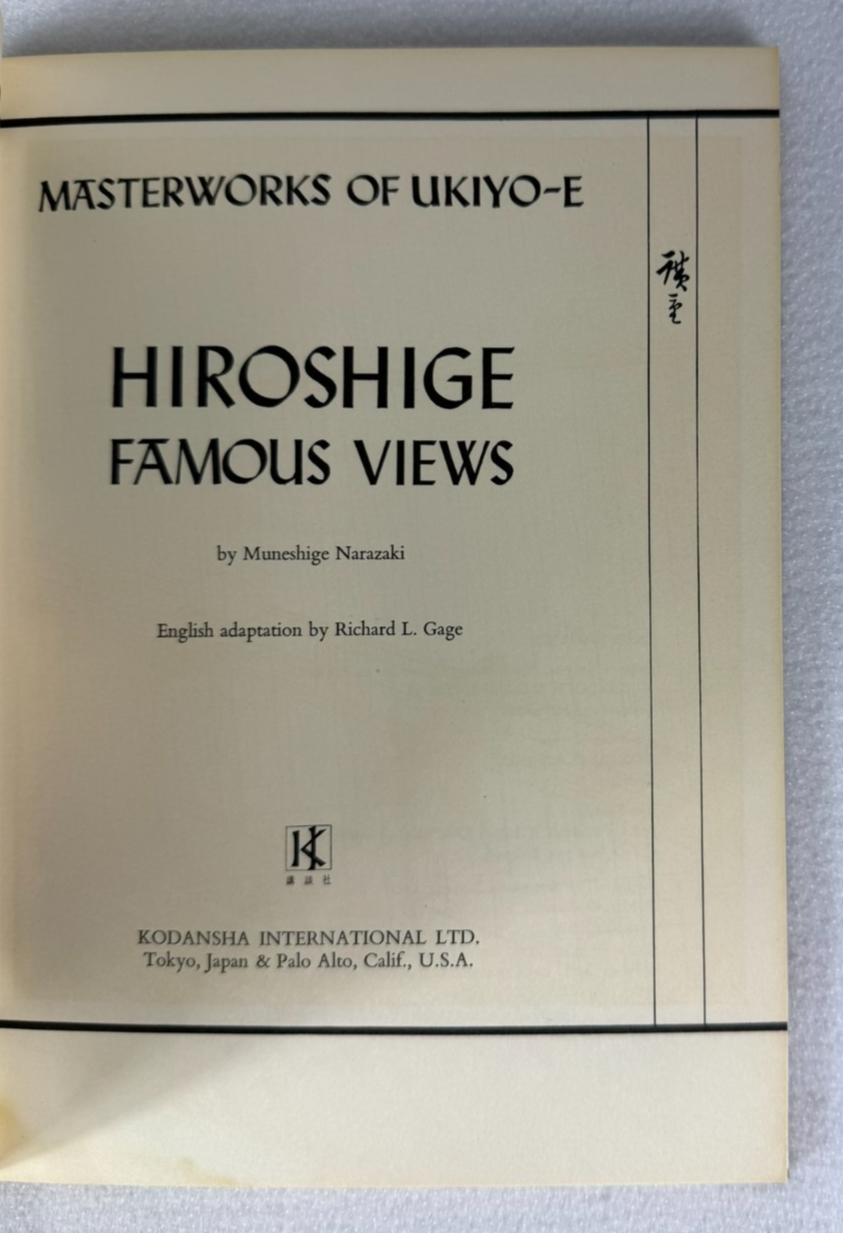 MASTERWORKS OF UKIYO-E
HIROSHIGE
FAMOUS VIEWS
by Muneshige Narazaki
English adaptation by Richard L. Gage
講談社
KODANSHA INTERNATIONAL LTD.
Tokyo, Japan & Palo Alto, Calif., U.S.A.
廣重